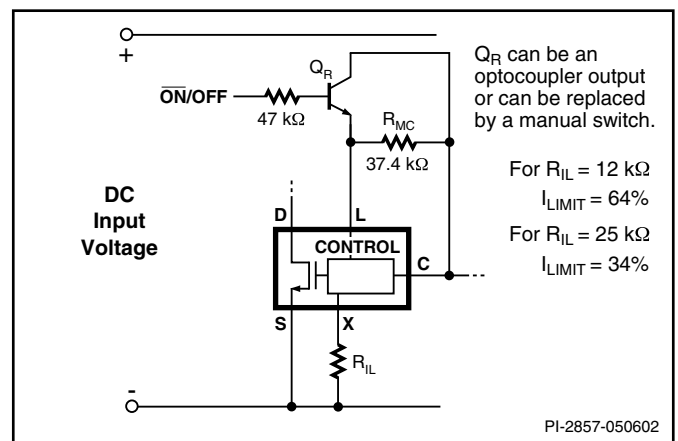 +
Q_R
Q_R can be an
optocoupler output
or can be replaced
by a manual switch.
O̅N̅/OFF
47 kΩ
R_MC
37.4 kΩ
For R_IL = 12 kΩ
I_LIMIT = 64%
For R_IL = 25 kΩ
I_LIMIT = 34%
DC
Input
Voltage
D
L
CONTROL
C
S
X
R_IL
-
PI-2857-050602